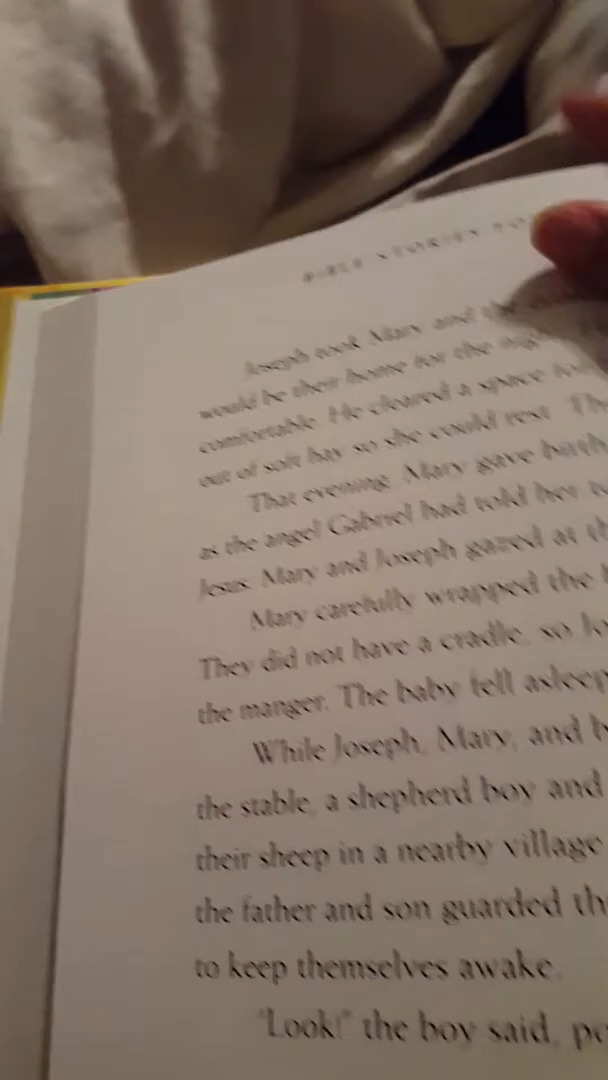 BIBLE STORIES
Joseph took Mary and the
would be their home for the night.
comfortable. He cleared a space
out of soft hay so she could rest.
That evening, Mary gave birth
as the angel Gabriel had told her
Jesus. Mary and Joseph gazed at
Mary carefully wrapped the
They did not have a cradle, so
the manger. The baby fell asleep
While Joseph, Mary, and
the stable, a shepherd boy and
their sheep in a nearby village
the father and son guarded
to keep themselves awake.
"Look!" the boy said,